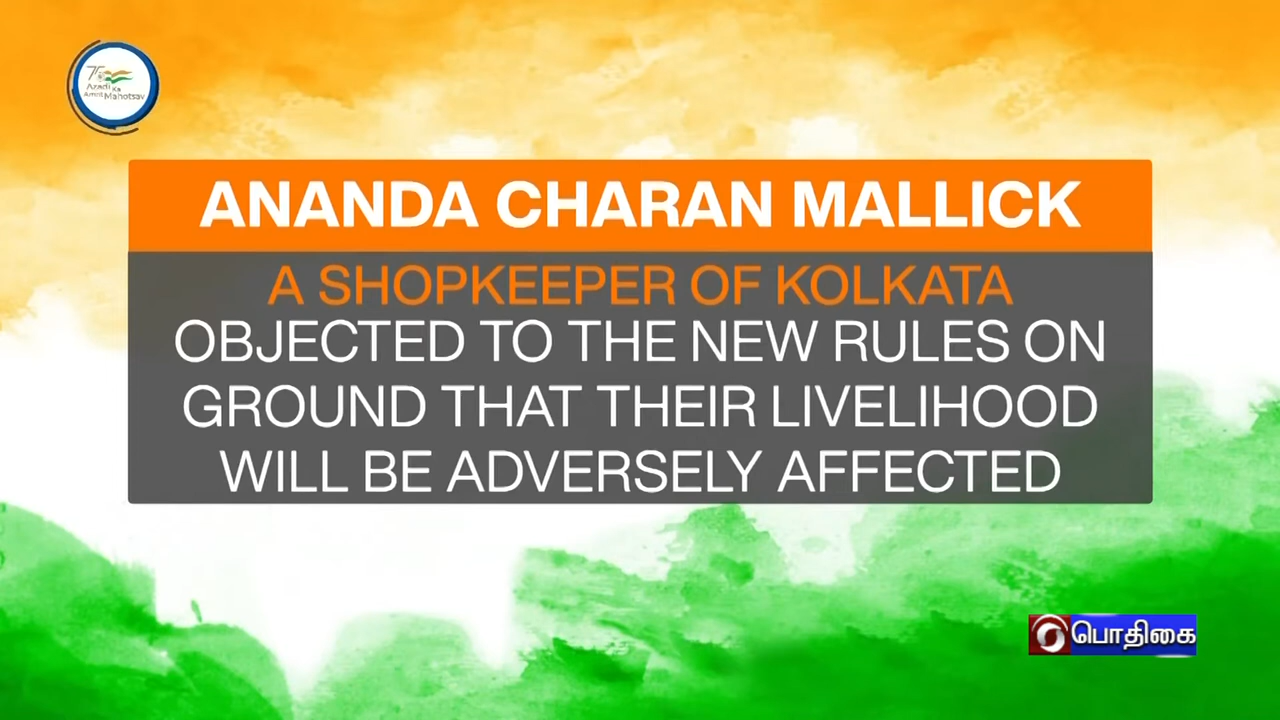 75
Azadi Ka
Amrit Mahotsav
ANANDA CHARAN MALLICK
A SHOPKEEPER OF KOLKATA
OBJECTED TO THE NEW RULES ON
GROUND THAT THEIR LIVELIHOOD
WILL BE ADVERSELY AFFECTED
பொதிகை